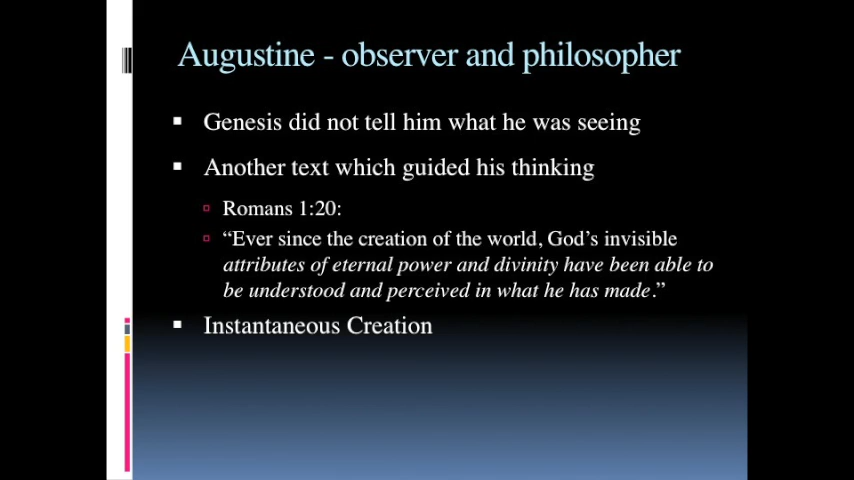 Augustine - observer and philosopher
Genesis did not tell him what he was seeing
Another text which guided his thinking
Romans 1:20:
“Ever since the creation of the world, God’s invisible
attributes of eternal power and divinity have been able to
be understood and perceived in what he has made.”
Instantaneous Creation